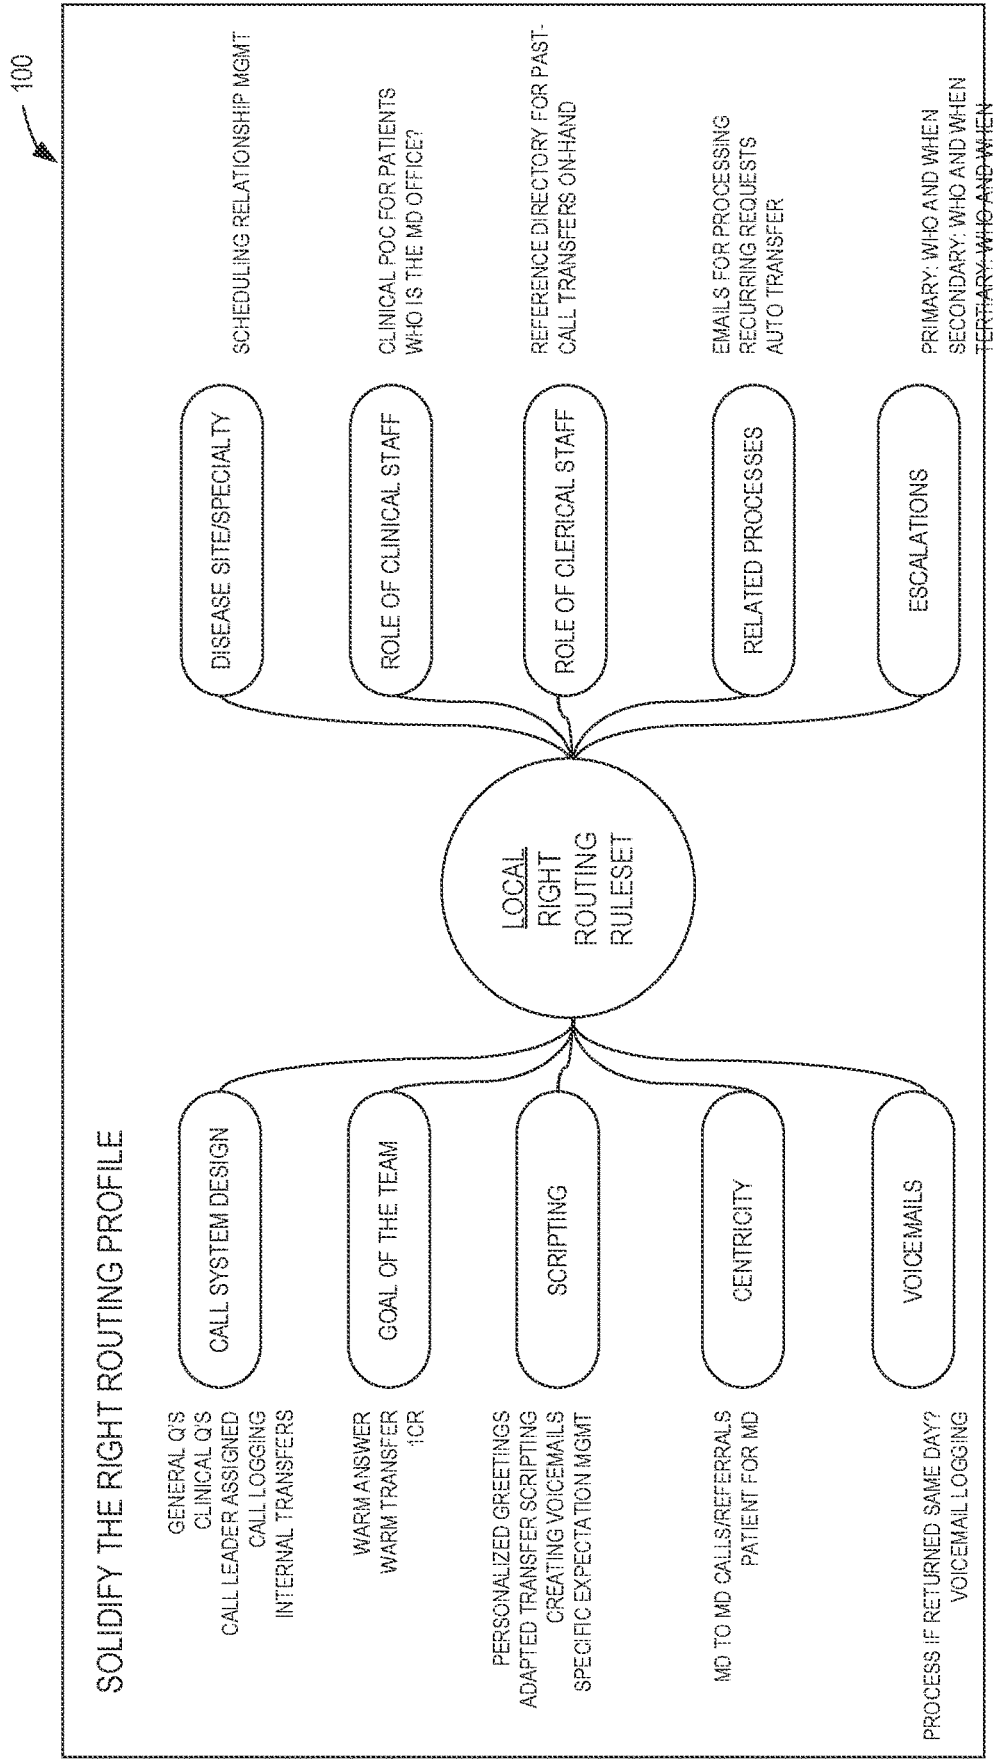 100
SOLIDIFY THE RIGHT ROUTING PROFILE
GENERAL Q'S
CLINICAL Q'S
CALL LEADER ASSIGNED
CALL LOGGING
INTERNAL TRANSFERS
CALL SYSTEM DESIGN
WARM ANSWER
WARM TRANSFER
1CR
GOAL OF THE TEAM
PERSONALIZED GREETINGS
ADAPTED TRANSFER SCRIPTING
CREATING VOICEMAILS
SPECIFIC EXPECTATION MGMT
SCRIPTING
MD TO MD CALLS/REFERRALS
PATIENT FOR MD
CENTRICITY
PROCESS IF RETURNED SAME DAY?
VOICEMAIL LOGGING
VOICEMAILS
LOCAL
RIGHT
ROUTING
RULESET
DISEASE SITE/SPECIALTY
SCHEDULING RELATIONSHIP MGMT
ROLE OF CLINICAL STAFF
CLINICAL POC FOR PATIENTS
WHO IS THE MD OFFICE?
ROLE OF CLERICAL STAFF
REFERENCE DIRECTORY FOR PAST-
CALL TRANSFERS ON-HAND
RELATED PROCESSES
EMAILS FOR PROCESSING
RECURRING REQUESTS
AUTO TRANSFER
ESCALATIONS
PRIMARY: WHO AND WHEN
SECONDARY: WHO AND WHEN
TERTIARY: WHO AND WHEN